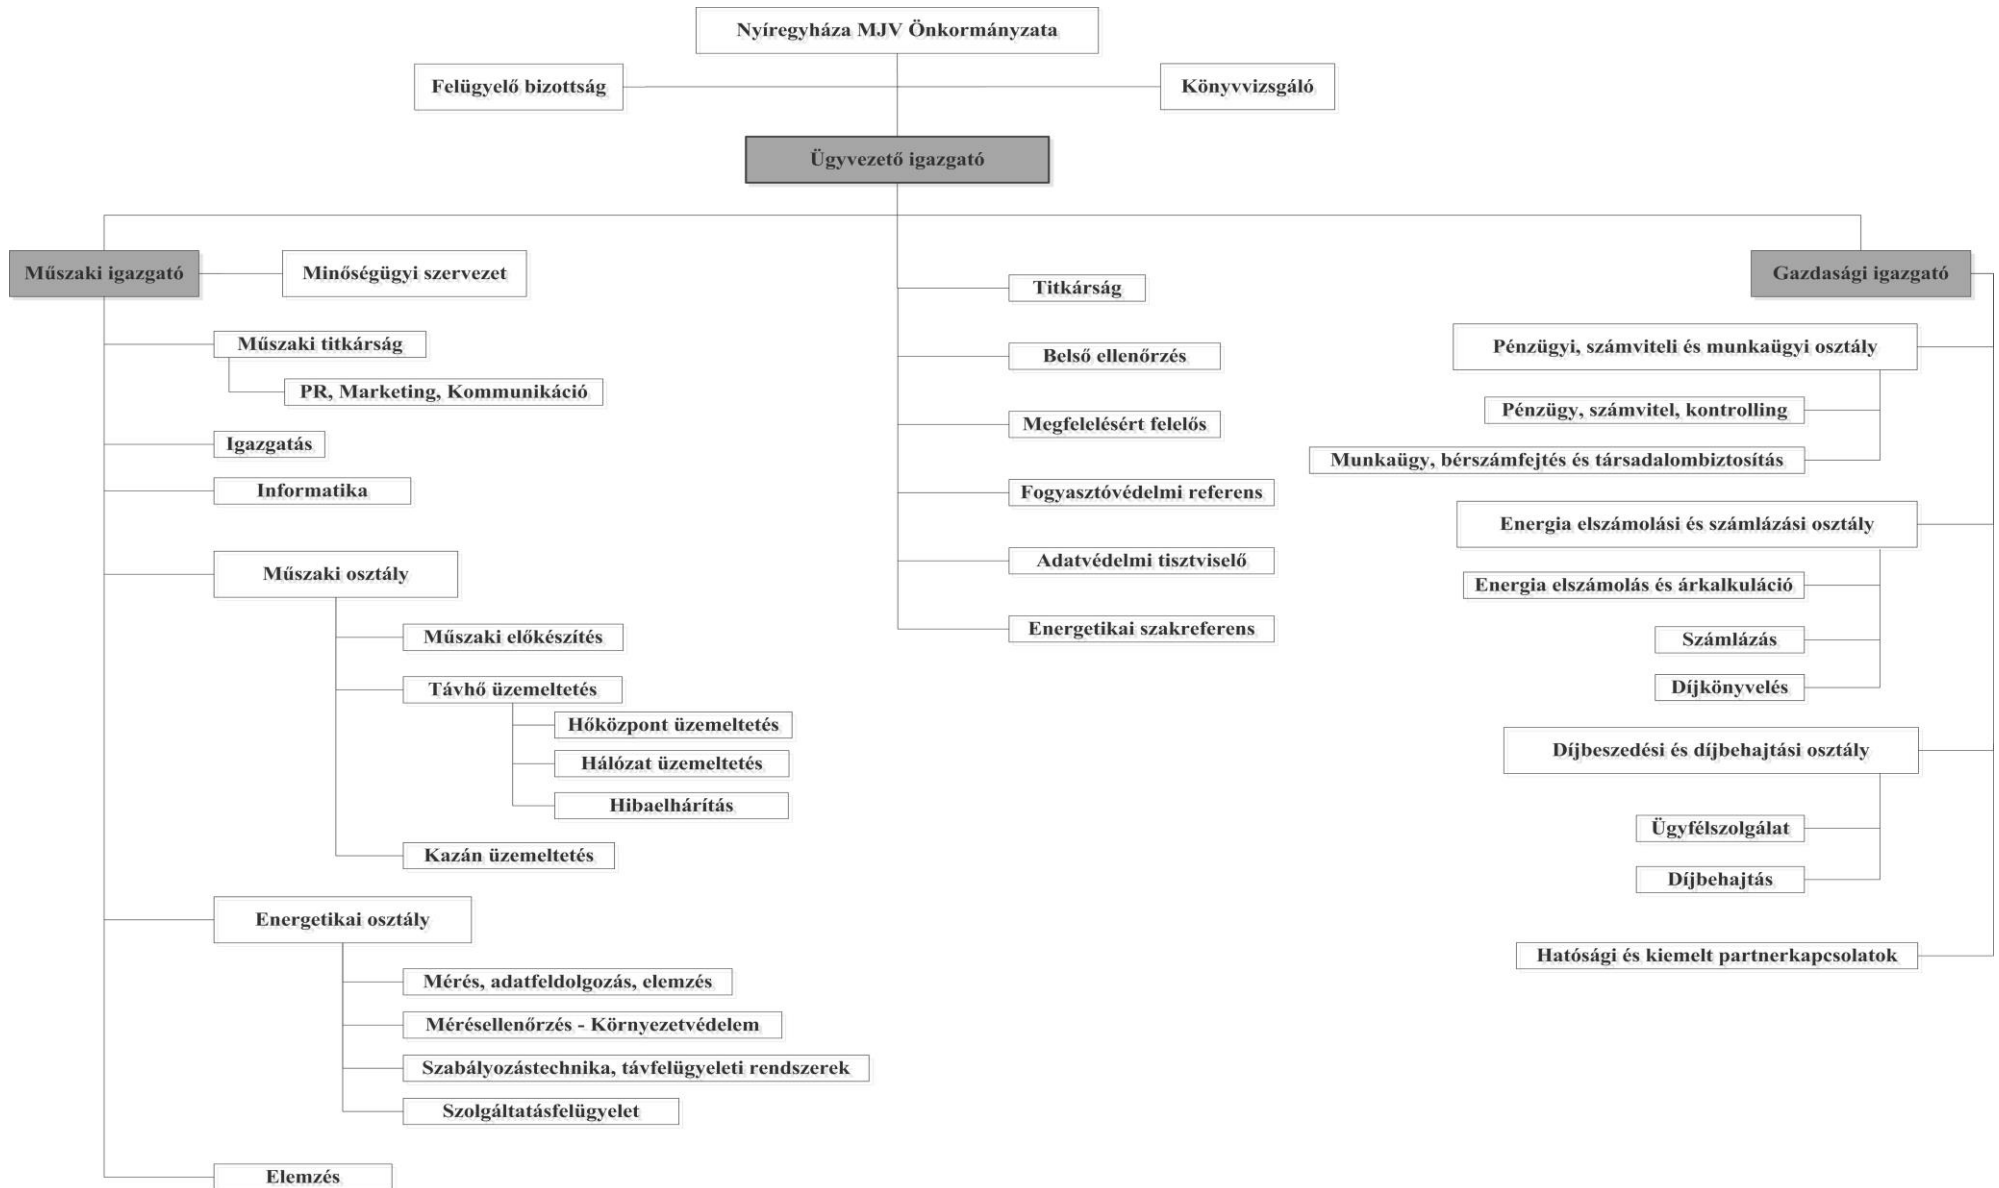 Nyíregyháza MJV Önkormányzata
Felügyelő bizottság
Könyvvizsgáló
Ügyvezető igazgató
Műszaki igazgató
Minőségügyi szervezet
Műszaki titkárság
PR, Marketing, Kommunikáció
Igazgatás
Informatika
Műszaki osztály
Műszaki előkészítés
Távhő üzemeltetés
Hőközpont üzemeltetés
Hálózat üzemeltetés
Hibaelhárítás
Kazán üzemeltetés
Energetikai osztály
Mérés, adatfeldolgozás, elemzés
Mérésellenőrzés - Környezetvédelem
Szabályozástechnika, távfelügyeleti rendszerek
Szolgáltatásfelügyelet
Elemzés
Titkárság
Belső ellenőrzés
Megfelelésért felelős
Fogyasztóvédelmi referens
Adatvédelmi tisztviselő
Energetikai szakreferens
Gazdasági igazgató
Pénzügyi, számviteli és munkaügyi osztály
Pénzügy, számvitel, kontrolling
Munkaügy, bérszámfejtés és társadalombiztosítás
Energia elszámolási és számlázási osztály
Energia elszámolás és árkalkuláció
Számlázás
Díjkönyvelés
Díjbeszedési és díjbehajtási osztály
Ügyfélszolgálat
Díjbehajtás
Hatósági és kiemelt partnerkapcsolatok